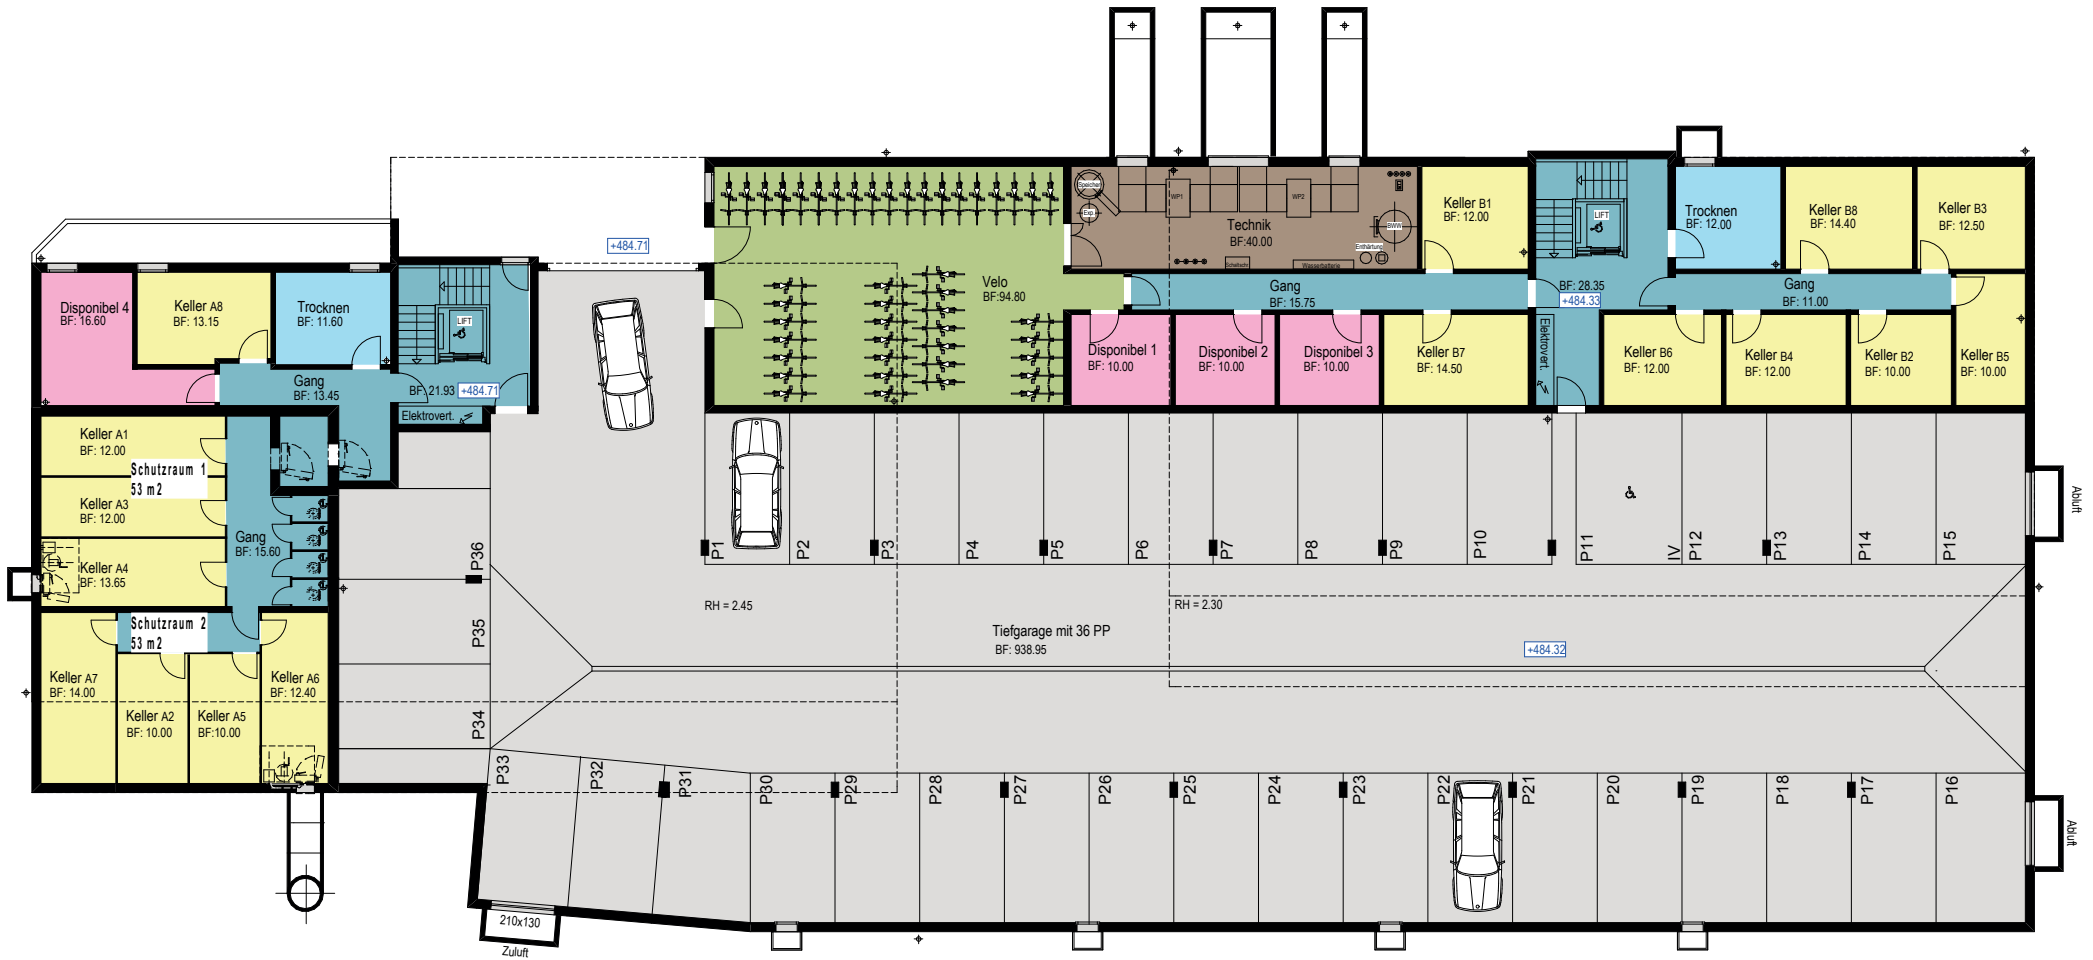 +484.71
Speicher
Exp.
WP1
WP2
Technik
BF:40.00
BWW
Enthärtung
Wasserbatterie
Keller B1
BF: 12.00
LIFT
Trocknen
BF: 12.00
Keller B8
BF: 14.40
Keller B3
BF: 12.50
Velo
BF:94.80
Gang
BF: 15.75
BF: 28.35
+484.33
Gang
BF: 11.00
Disponibel 4
BF: 16.60
Keller A8
BF: 13.15
Trocknen
BF: 11.60
LIFT
Gang
BF: 13.45
BF: 21.93
+484.71
Elektrovert.
Disponibel 1
BF: 10.00
Disponibel 2
BF: 10.00
Disponibel 3
BF: 10.00
Keller B7
BF: 14.50
Elektrovert.
Keller B6
BF: 12.00
Keller B4
BF: 12.00
Keller B2
BF: 10.00
Keller B5
BF: 10.00
Keller A1
BF: 12.00
Schutzraum 1
53 m2
Keller A3
BF: 12.00
Gang
BF: 15.60
Keller A4
BF: 13.65
Schutzraum 2
53 m2
Keller A7
BF: 14.00
Keller A2
BF: 10.00
Keller A5
BF:10.00
Keller A6
BF: 12.40
P36
P35
P34
P1
P2
P3
P4
P5
P6
P7
P8
P9
P10
P11
IV
P12
P13
P14
P15
Abluft
RH = 2.45
RH = 2.30
Tiefgarage mit 36 PP
BF: 938.95
+484.32
P33
P32
P31
P30
P29
P28
P27
P26
P25
P24
P23
P22
P21
P20
P19
P18
P17
P16
Abluft
210x130
Zuluft